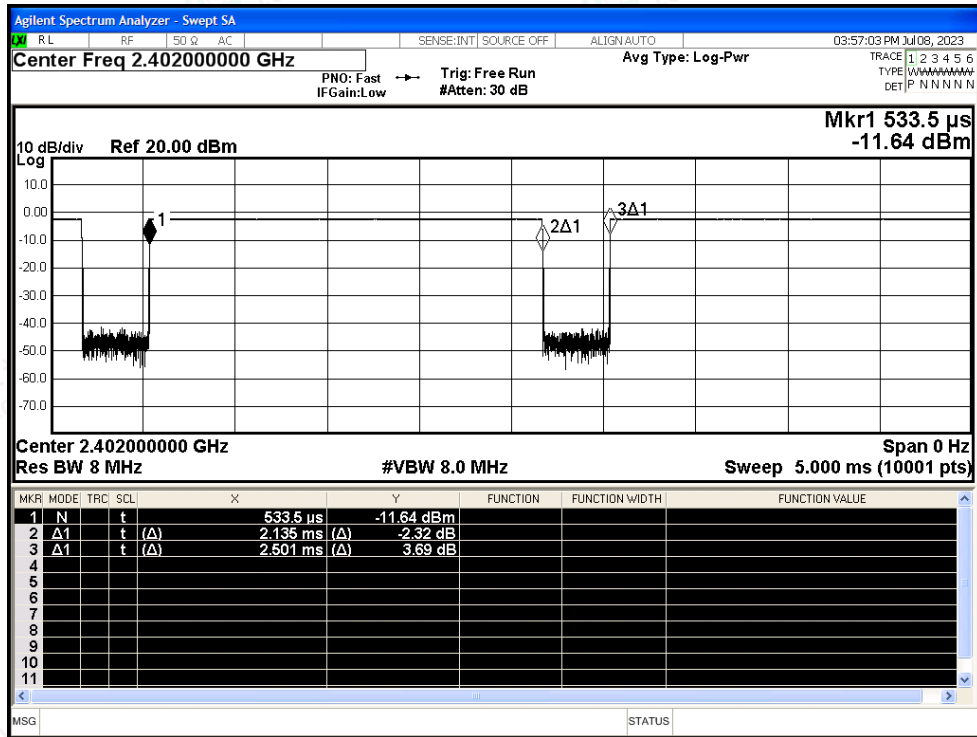 Agilent Spectrum Analyzer - Swept SA
LXI RL RF 50 Ω AC SENSE:INT SOURCE OFF ALIGN AUTO 03:57:03 PM Jul 08, 2023
Center Freq 2.402000000 GHz Avg Type: Log-Pwr TRACE 1 2 3 4 5 6
PNO: Fast Trig: Free Run TYPE WWWWWW
IFGain:Low #Atten: 30 dB DET P N N N N N
Mkr1 533.5 µs
10 dB/div Ref 20.00 dBm -11.64 dBm
Log
10.0
0.00
-10.0
-20.0
-30.0
-40.0
-50.0
-60.0
-70.0
1
2Δ1
3Δ1
Center 2.402000000 GHz Span 0 Hz
Res BW 8 MHz #VBW 8.0 MHz Sweep 5.000 ms (10001 pts)
MKR MODE TRC SCL X Y FUNCTION FUNCTION WIDTH FUNCTION VALUE
1 N t 533.5 µs -11.64 dBm
2 Δ1 t (Δ) 2.135 ms (Δ) -2.32 dB
3 Δ1 t (Δ) 2.501 ms (Δ) 3.69 dB
4
5
6
7
8
9
10
11
MSG STATUS